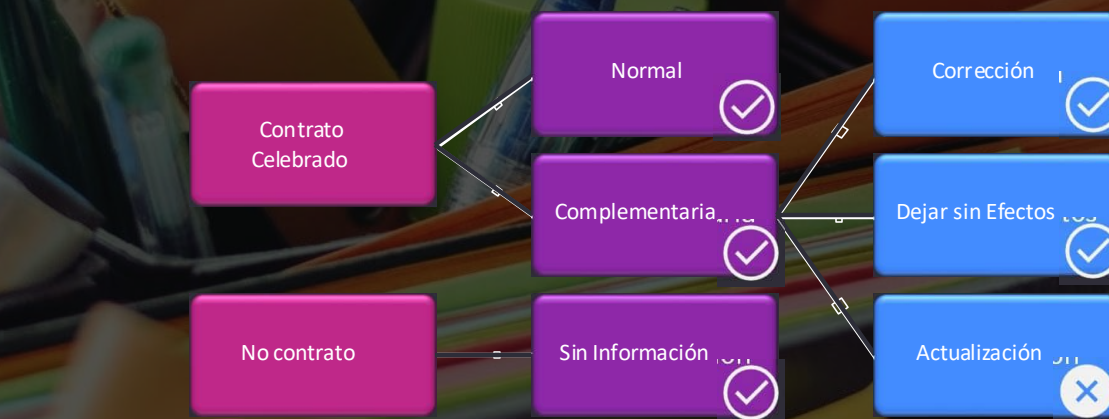 Normal
Corrección
Contrato
Celebrado
Complementaria
Dejar sin Efectos
No contrato
Sin Información
Actualización